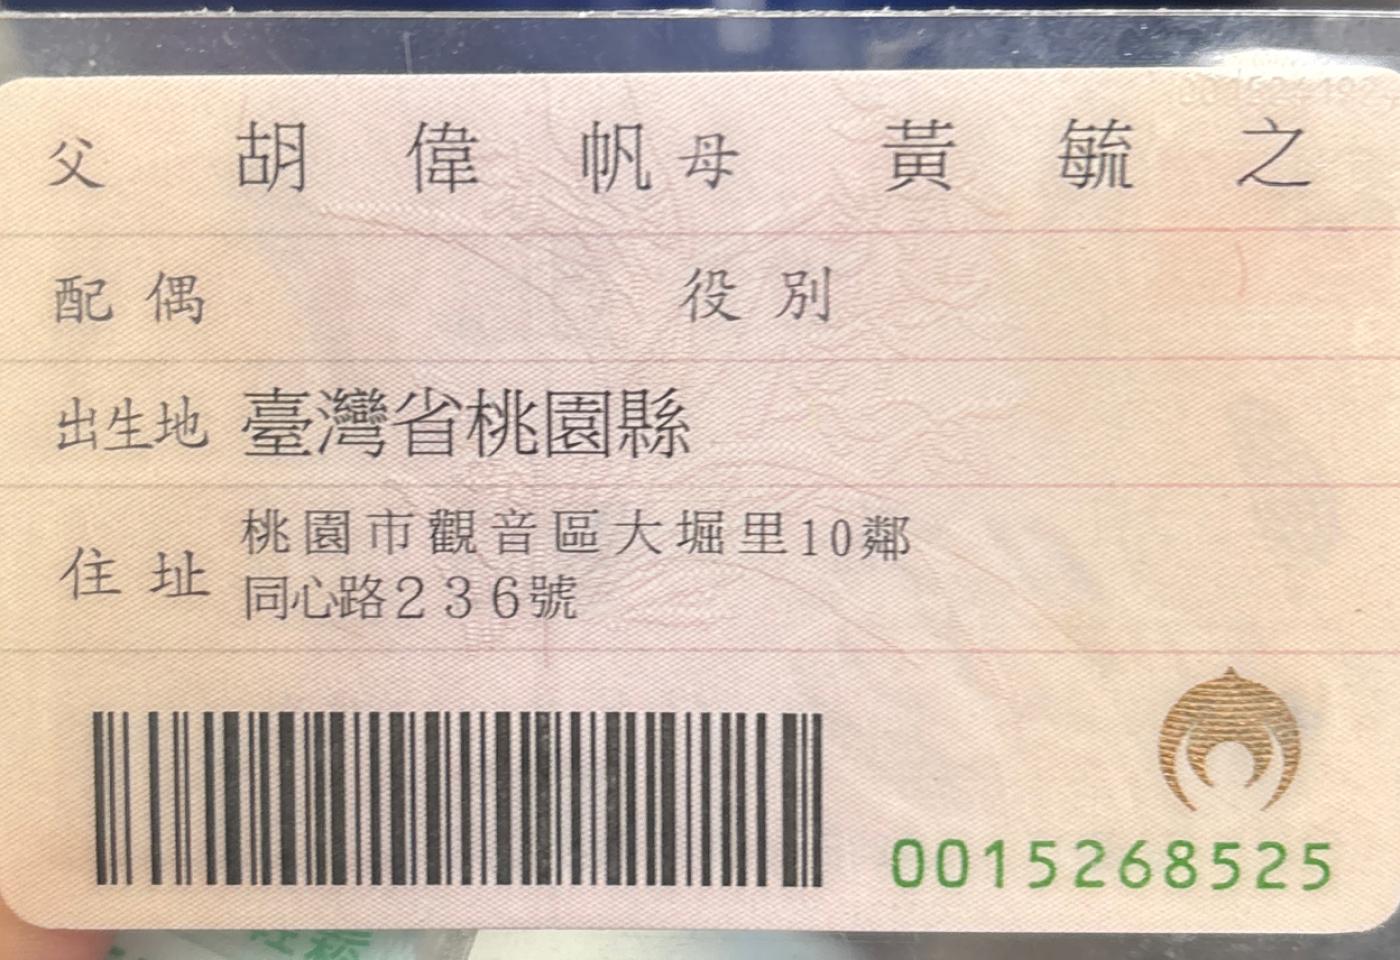 父 胡偉帆 母 黃毓之
配偶 役別
出生地 臺灣省桃園縣
住址 桃園市觀音區大堀里10鄰
同心路236號
0015268525